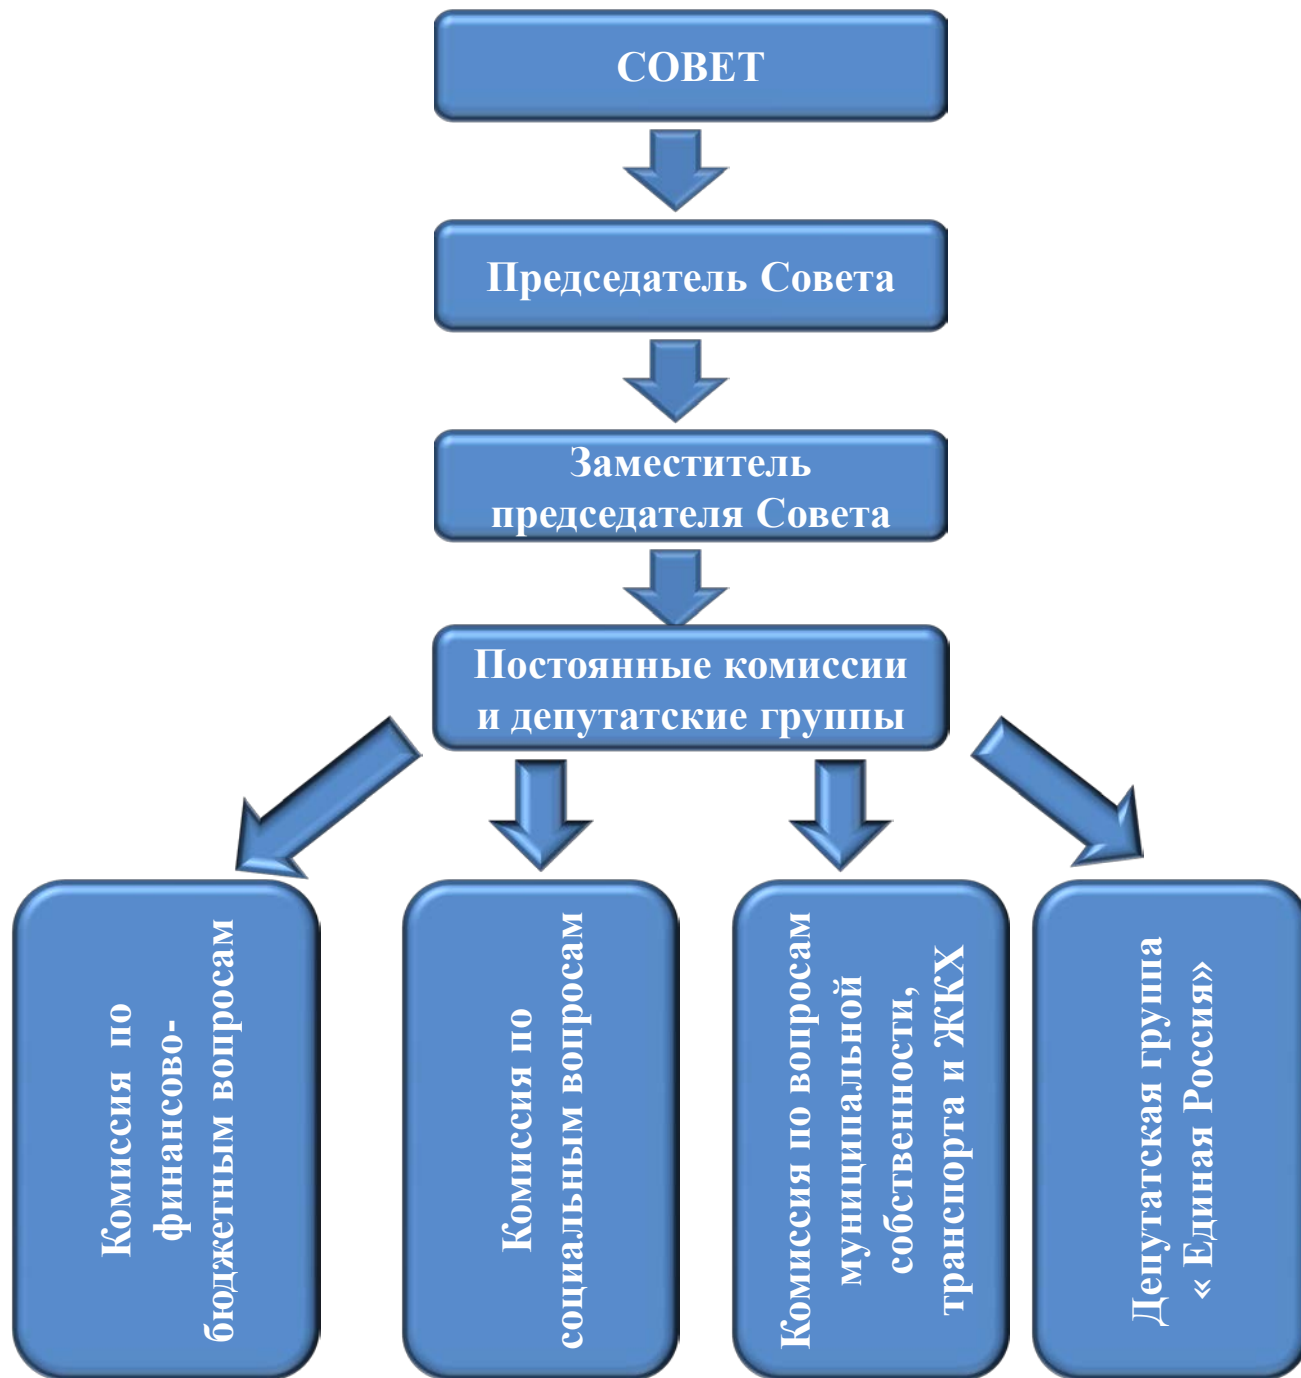 СОВЕТ
Председатель Совета
Заместитель
председателя Совета
Постоянные комиссии
и депутатские группы
Комиссия по
финансово-
бюджетным вопросам
Комиссия по
социальным вопросам
Комиссия по вопросам
муниципальной
собственности,
транспорта и ЖКХ
Депутатская группа
« Единая Россия»